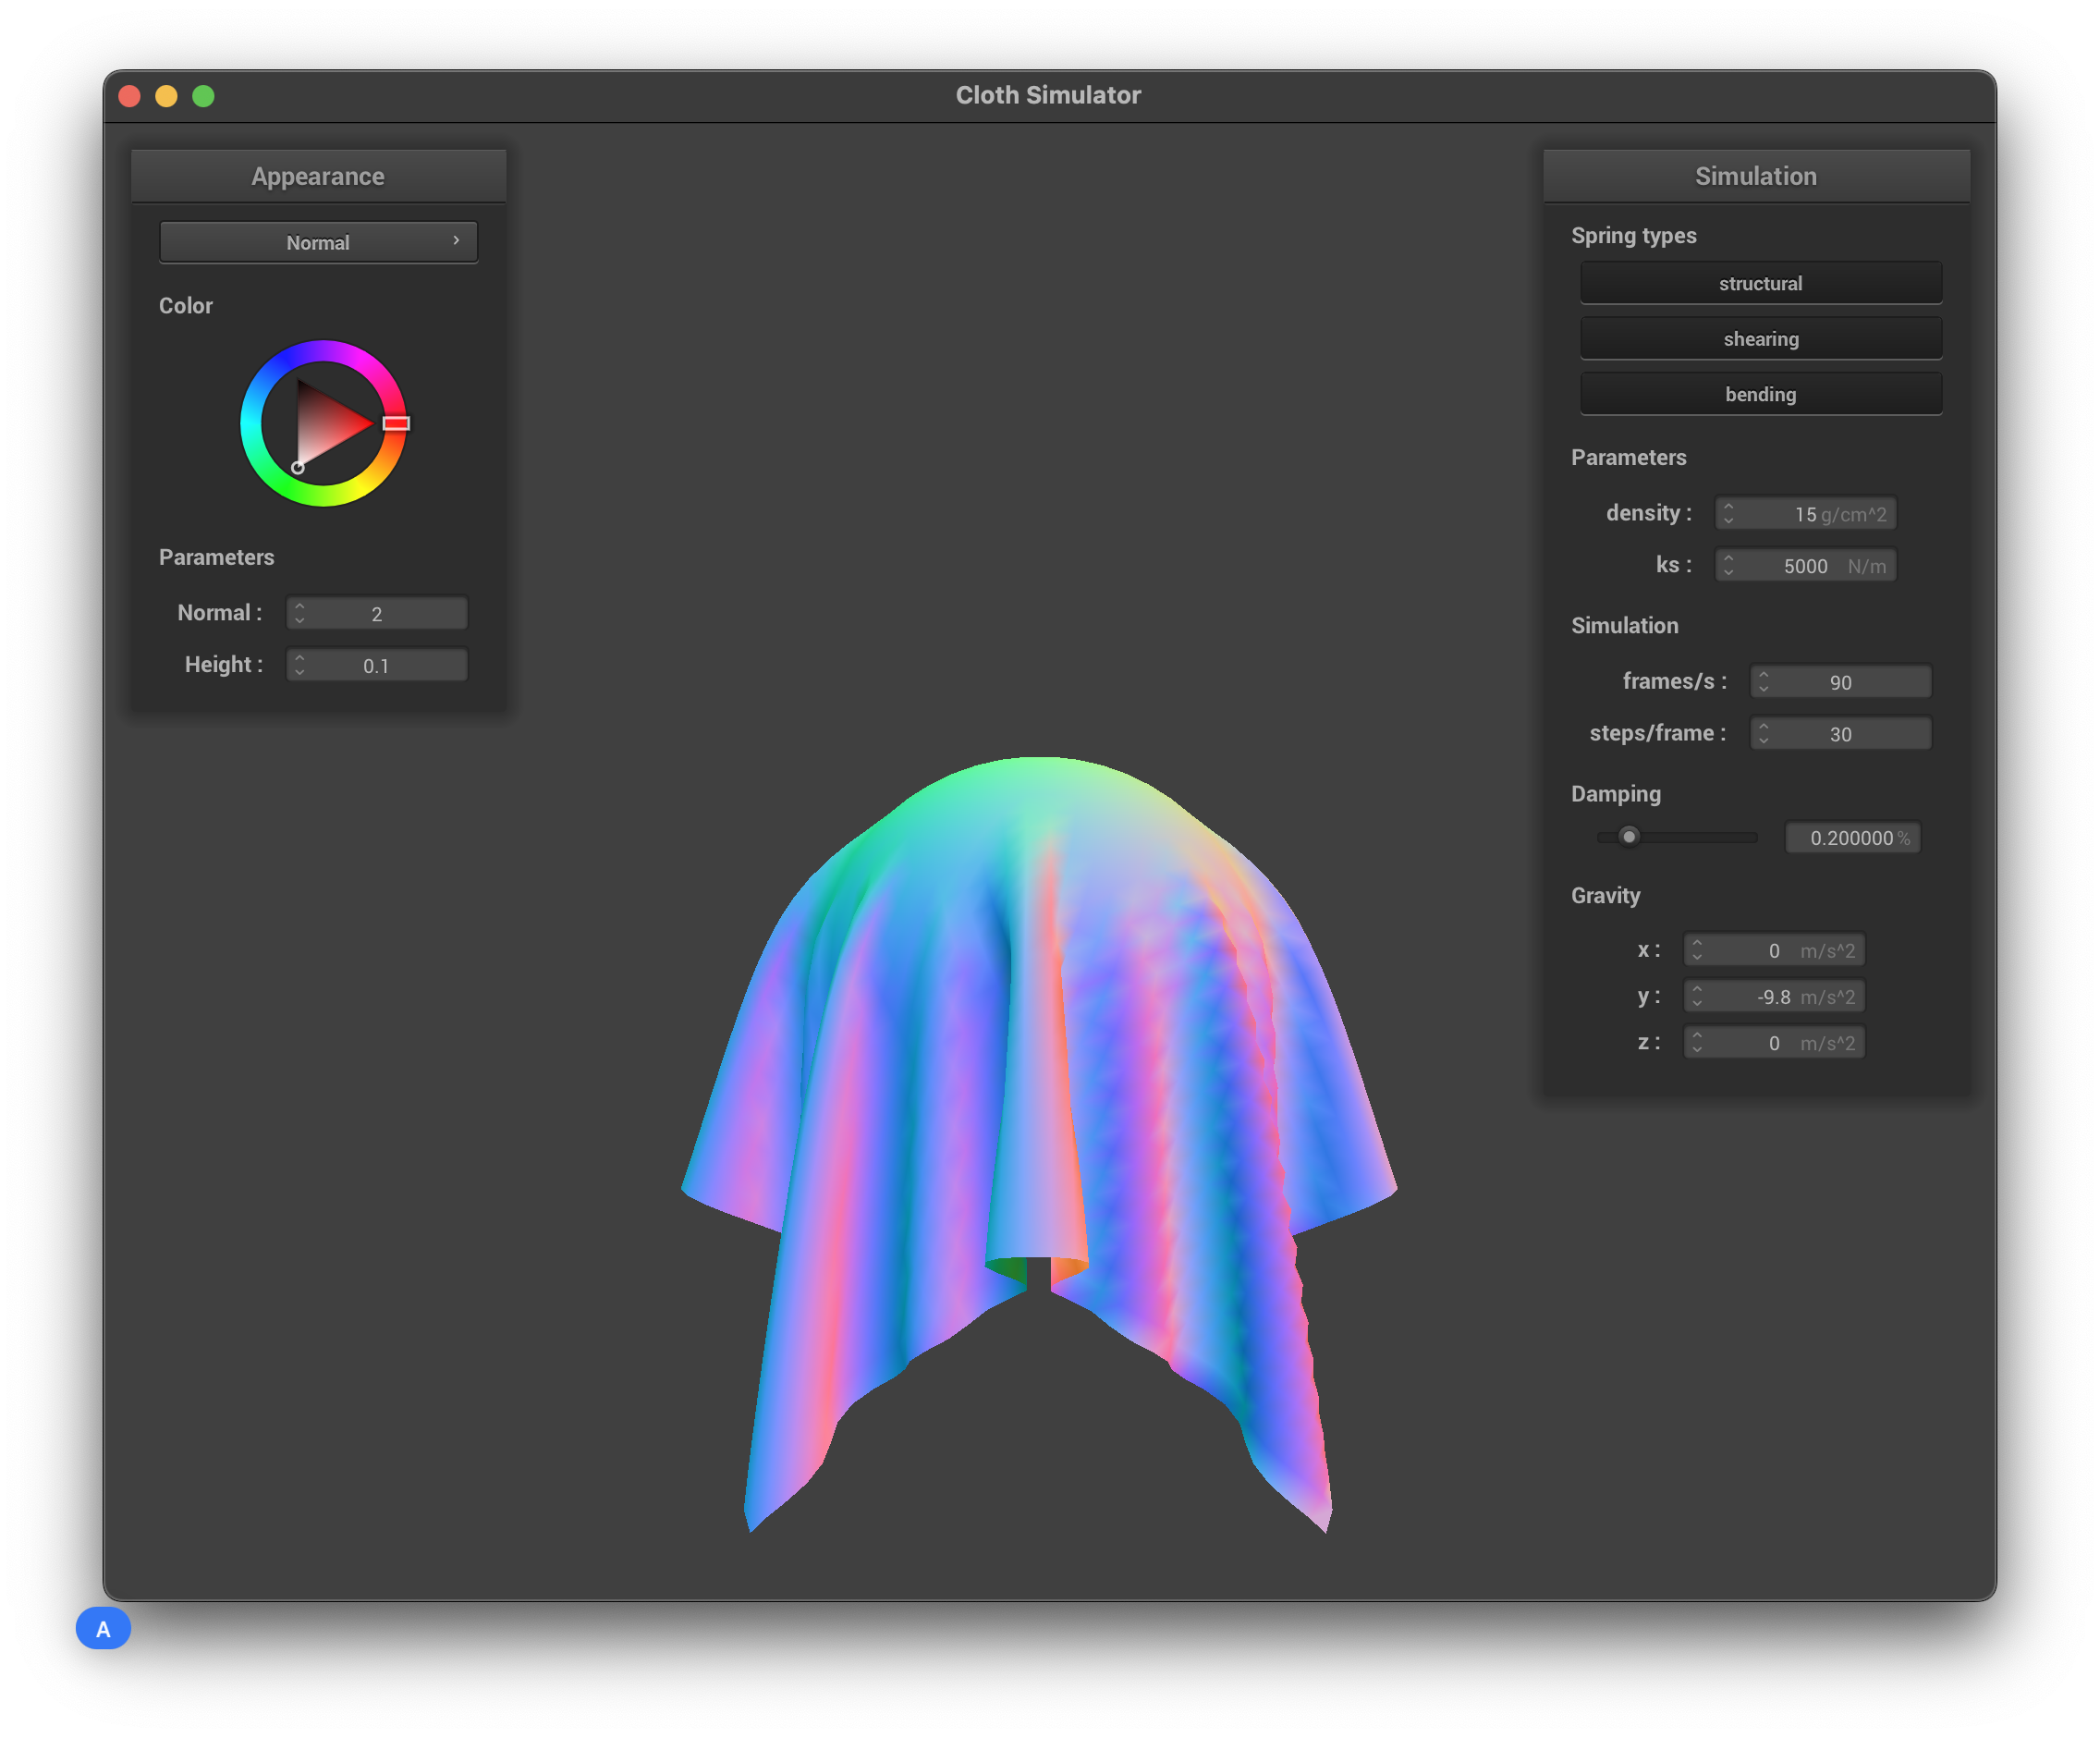 Cloth Simulator
Appearance
Normal
Color
Parameters
Normal : 2
Height : 0.1
Simulation
Spring types
structural
shearing
bending
Parameters
density : 15 g/cm^2
ks : 5000 N/m
Simulation
frames/s : 90
steps/frame : 30
Damping
0.200000 %
Gravity
x : 0 m/s^2
y : -9.8 m/s^2
z : 0 m/s^2
A